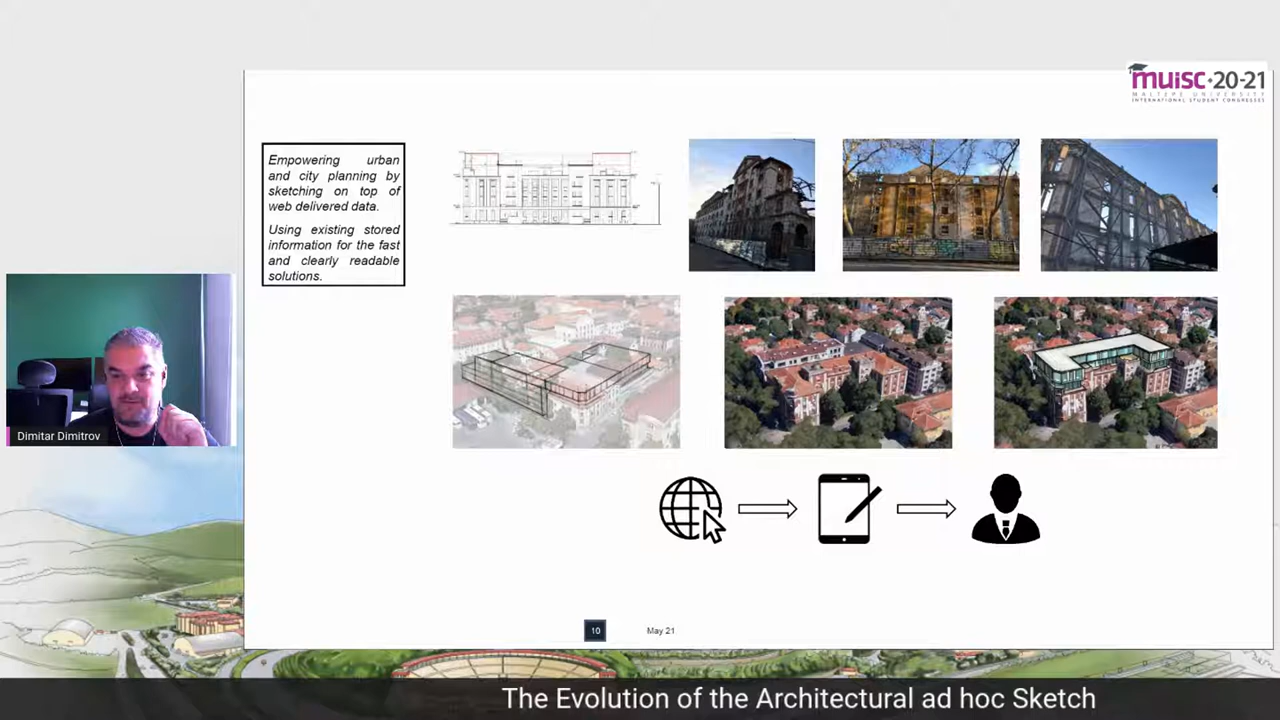 muisc·20-21
MALTEPE UNIVERSITY
INTERNATIONAL STUDENT CONGRESSES
Empowering urban
and city planning by
sketching on top of
web delivered data.
Using existing stored
information for the fast
and clearly readable
solutions.
Dimitar Dimitrov
10
May 21
The Evolution of the Architectural ad hoc Sketch